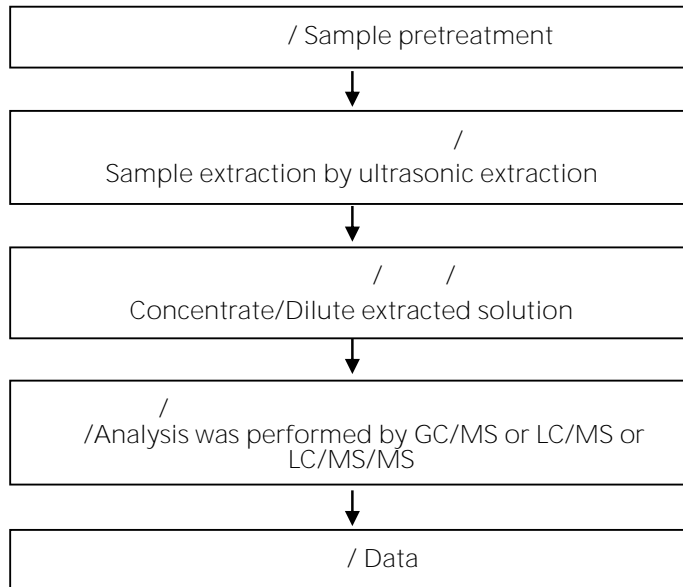 / Sample pretreatment
/
Sample extraction by ultrasonic extraction
/ /
Concentrate/Dilute extracted solution
/
/Analysis was performed by GC/MS or LC/MS or
LC/MS/MS
/ Data